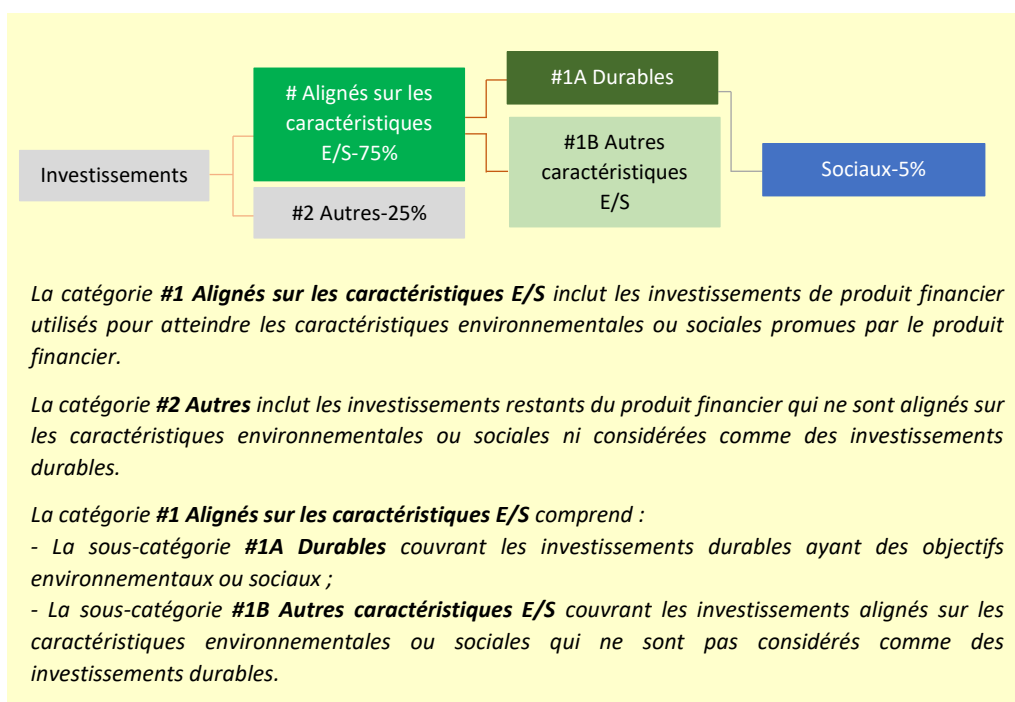 Investissements
# Alignés sur les
caractéristiques
E/S-75%
#2 Autres-25%
#1A Durables
#1B Autres
caractéristiques
E/S
Sociaux-5%
La catégorie #1 Alignés sur les caractéristiques E/S inclut les investissements de produit financier
utilisés pour atteindre les caractéristiques environnementales ou sociales promues par le produit
financier.
La catégorie #2 Autres inclut les investissements restants du produit financier qui ne sont alignés sur
les caractéristiques environnementales ou sociales ni considérées comme des investissements
durables.
La catégorie #1 Alignés sur les caractéristiques E/S comprend :
- La sous-catégorie #1A Durables couvrant les investissements durables ayant des objectifs
environnementaux ou sociaux ;
- La sous-catégorie #1B Autres caractéristiques E/S couvrant les investissements alignés sur les
caractéristiques environnementales ou sociales qui ne sont pas considérés comme des
investissements durables.